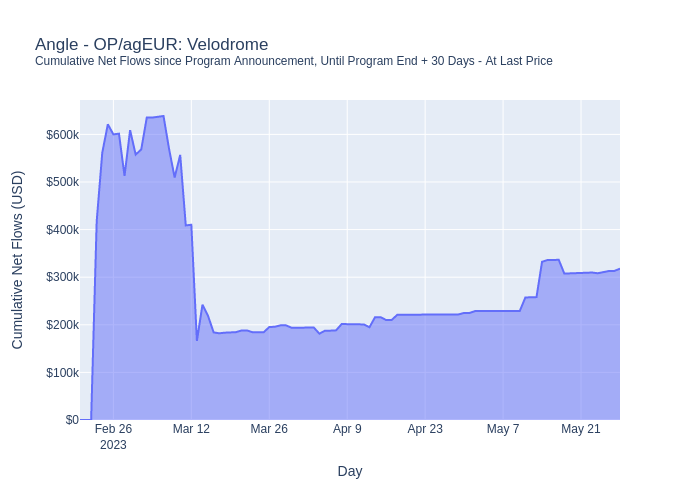 Angle - OP/agEUR: Velodrome
Cumulative Net Flows since Program Announcement, Until Program End + 30 Days - At Last Price
Cumulative Net Flows (USD)
$600k
$500k
$400k
$300k
$200k
$100k
$0
Feb 26 Mar 12 Mar 26 Apr 9 Apr 23 May 7 May 21
2023
Day